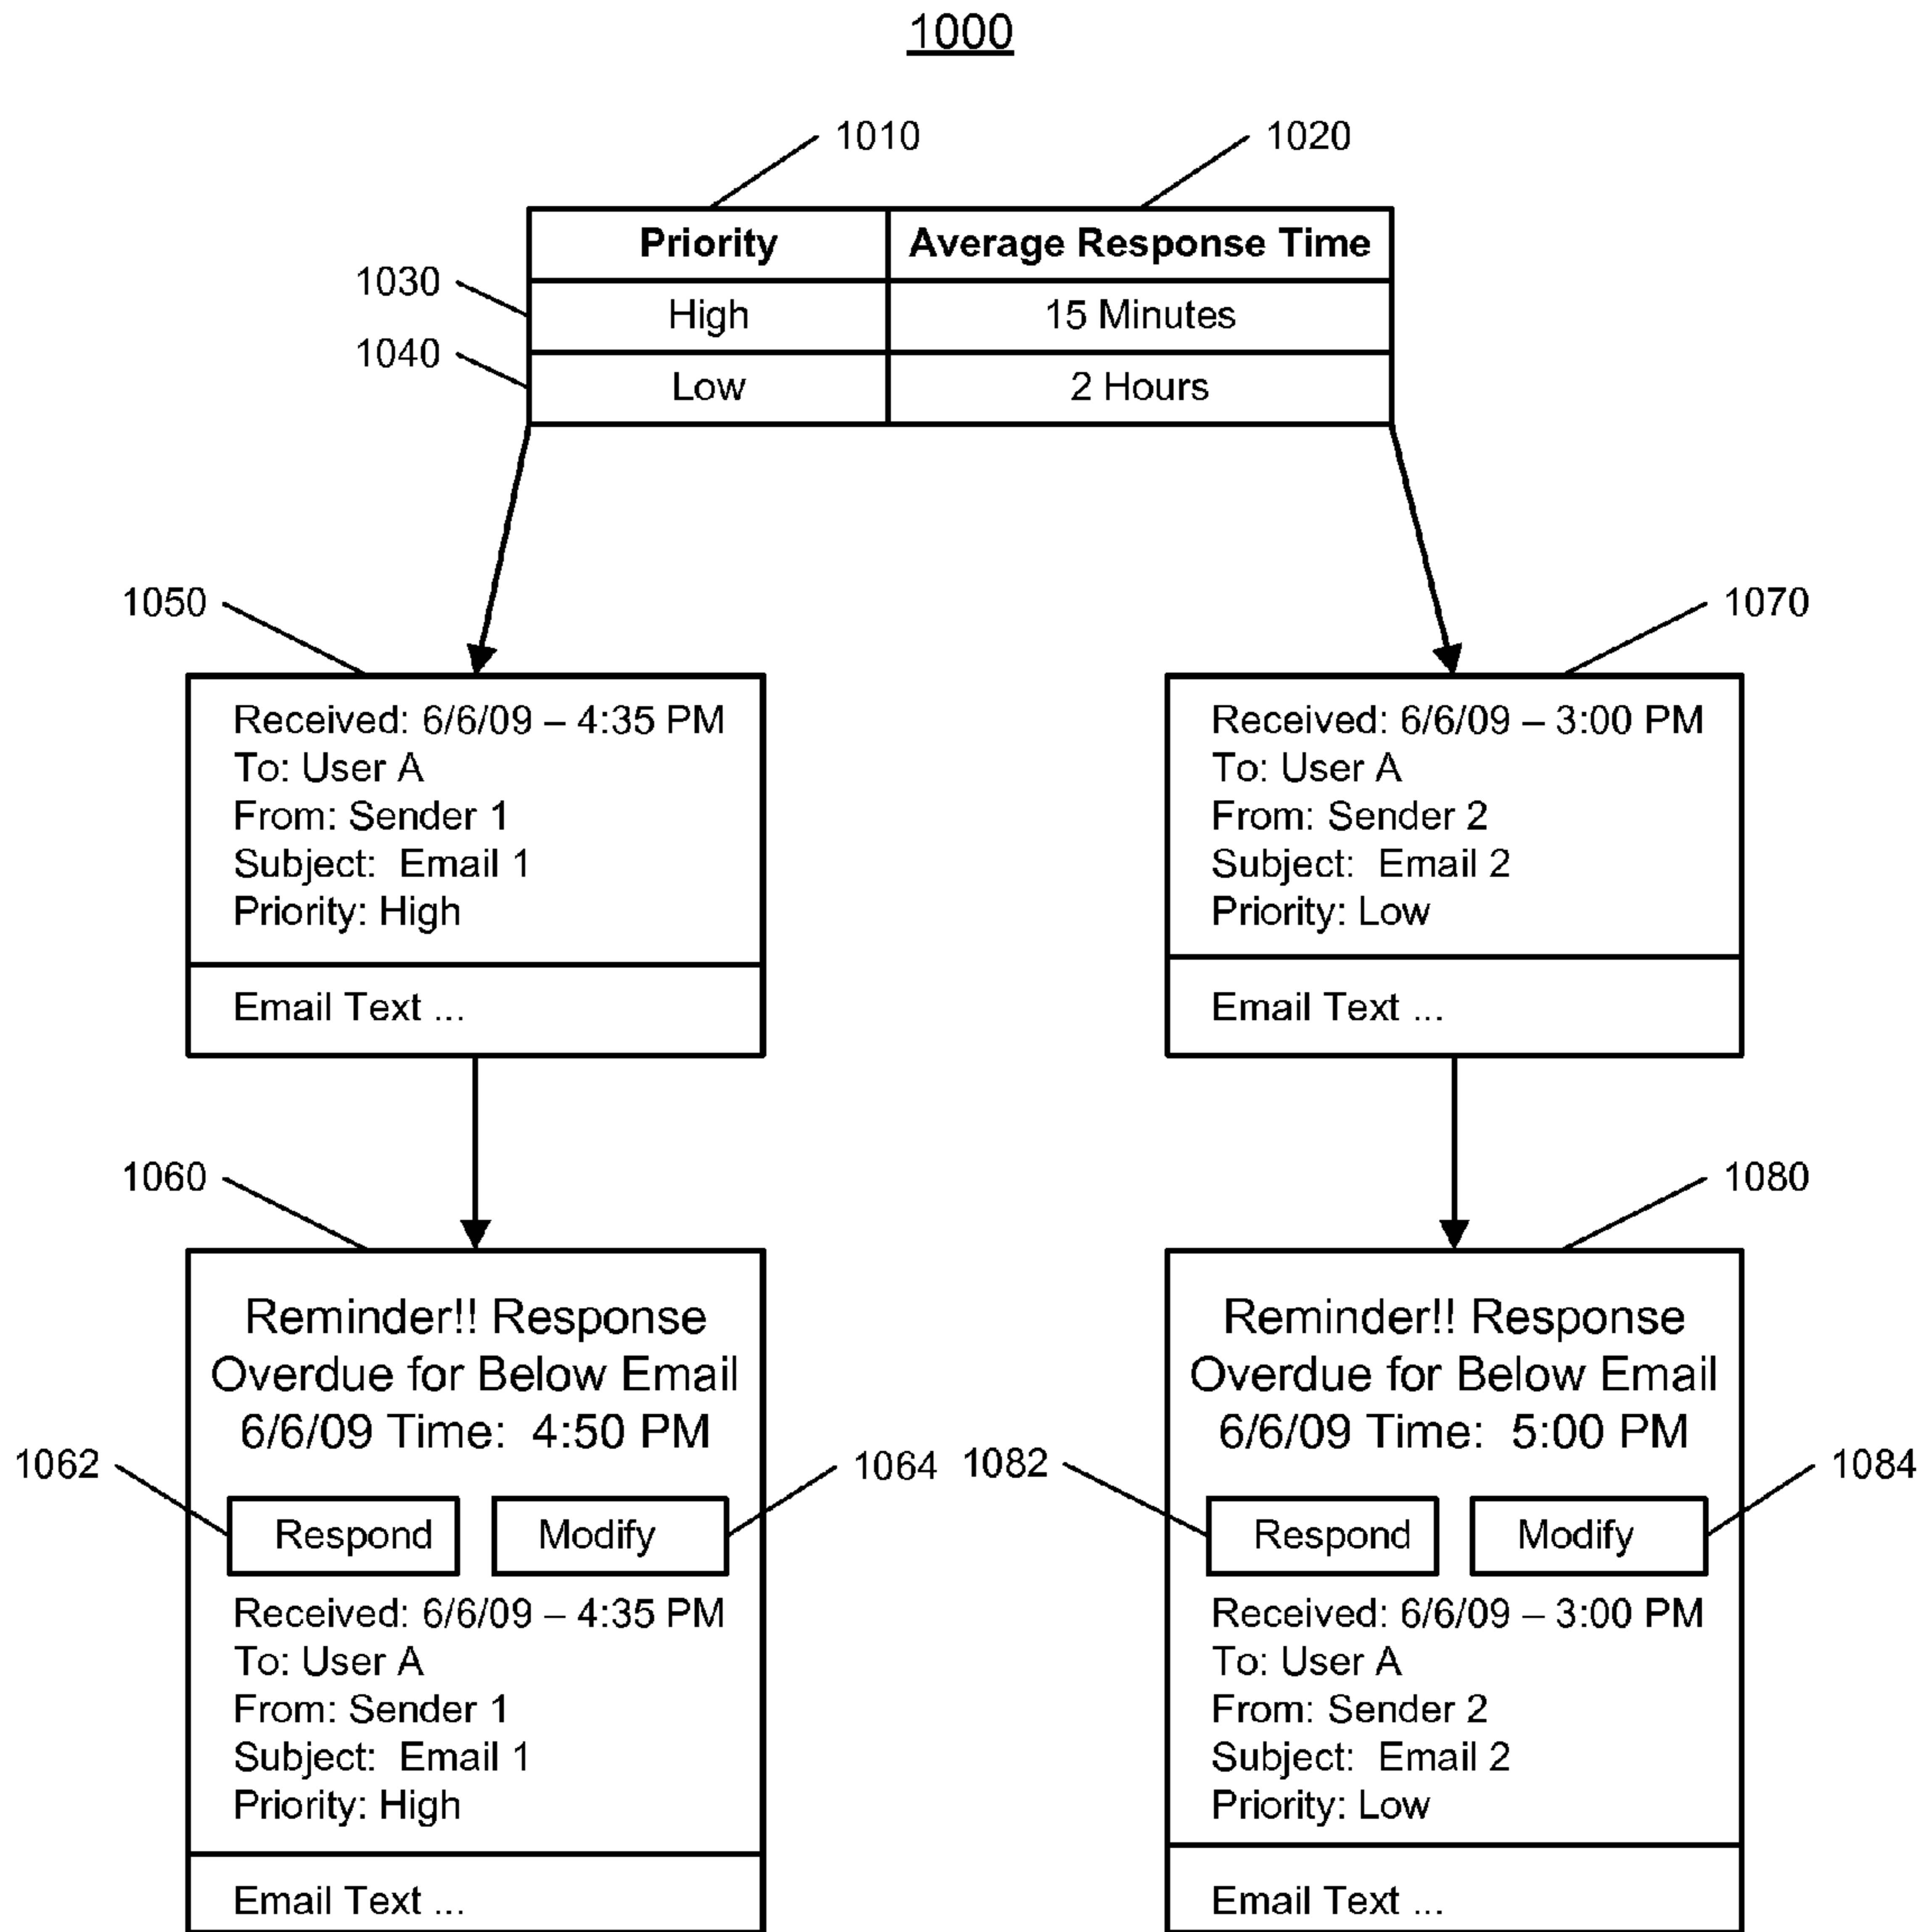 1000
1010
1020
Priority
Average Response Time
1030
High
15 Minutes
1040
Low
2 Hours
1050
Received: 6/6/09 – 4:35 PM
To: User A
From: Sender 1
Subject:  Email 1
Priority: High
Email Text ...
1070
Received: 6/6/09 – 3:00 PM
To: User A
From: Sender 2
Subject:  Email 2
Priority: Low
Email Text ...
1060
Reminder!! Response
Overdue for Below Email
6/6/09 Time:  4:50 PM
1062
1064
Respond
Modify
Received: 6/6/09 – 4:35 PM
To: User A
From: Sender 1
Subject:  Email 1
Priority: High
Email Text ...
1080
Reminder!! Response
Overdue for Below Email
6/6/09 Time:  5:00 PM
1082
1084
Respond
Modify
Received: 6/6/09 – 3:00 PM
To: User A
From: Sender 2
Subject:  Email 2
Priority: Low
Email Text ...